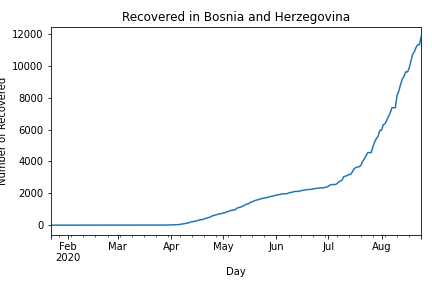 Recovered in Bosnia and Herzegovina
Number of Recovered
12000
10000
8000
6000
4000
2000
0
Feb Mar Apr May Jun Jul Aug
2020
Day